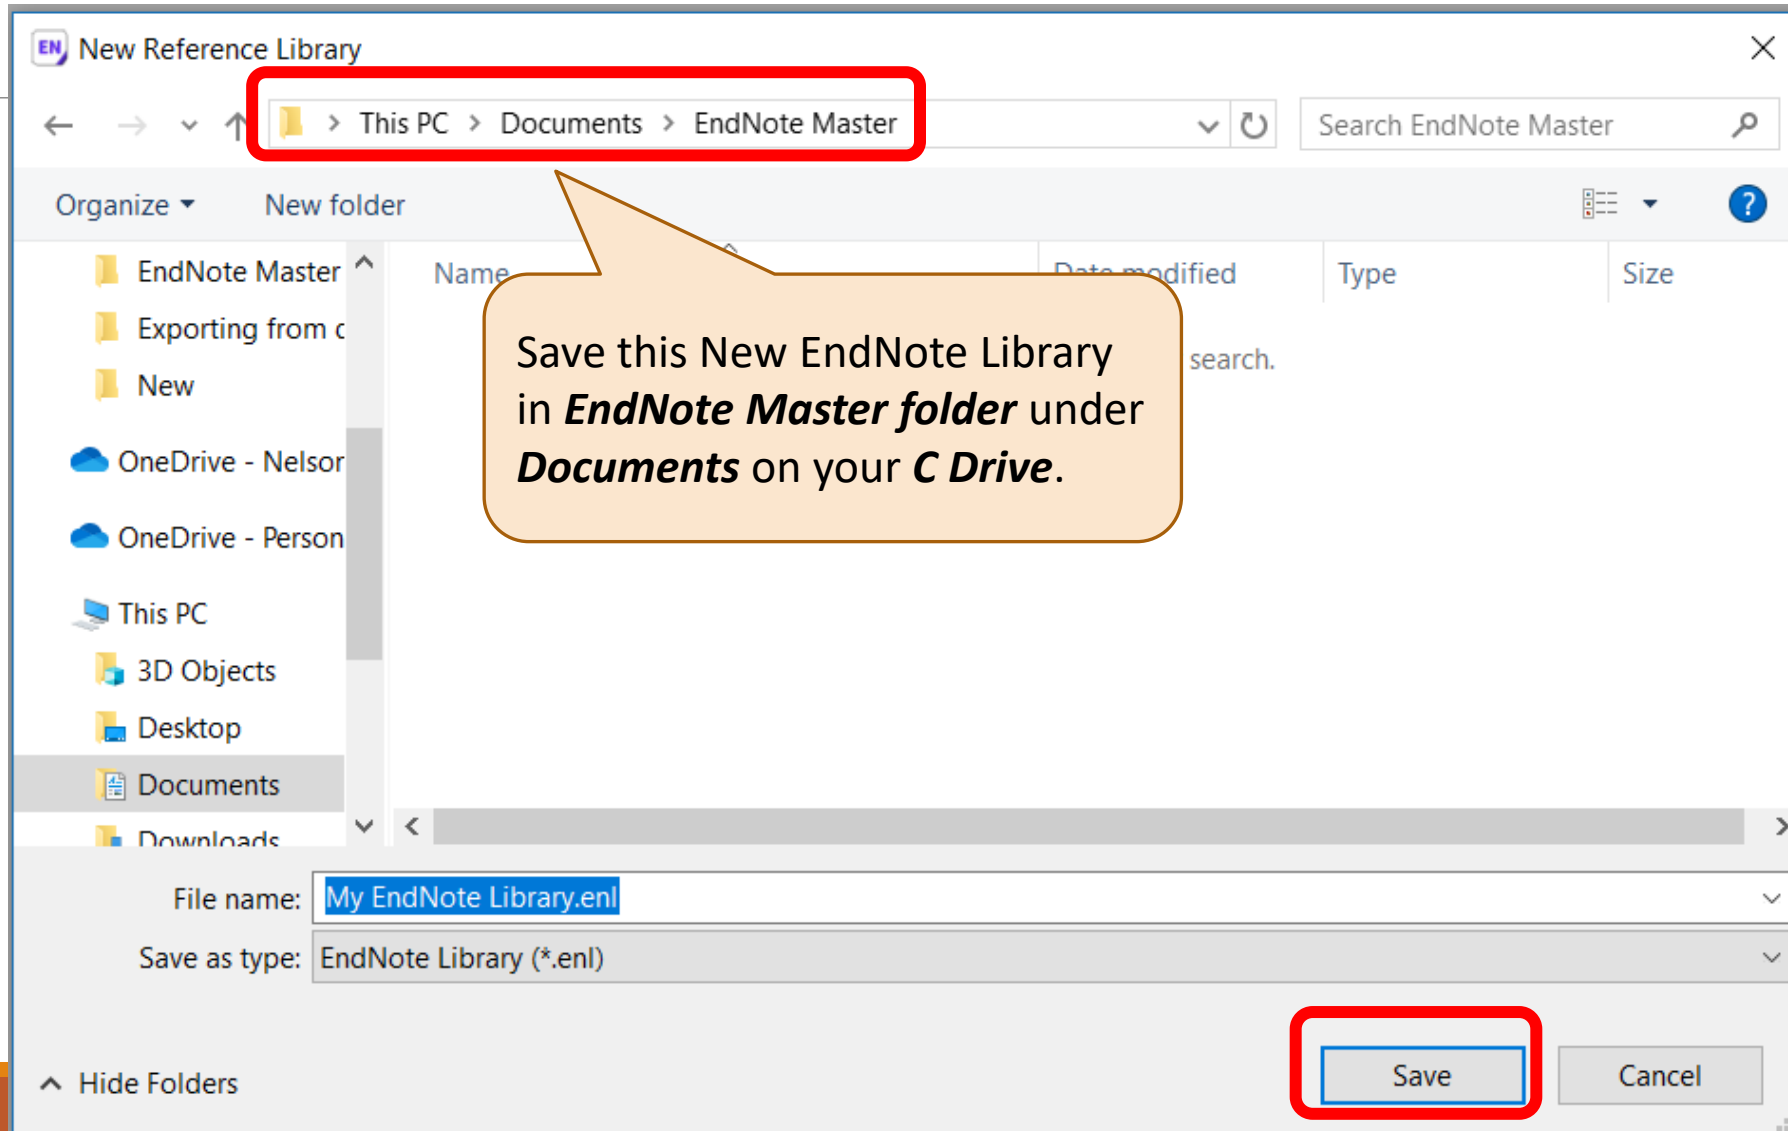 EN New Reference Library
This PC > Documents > EndNote Master
Search EndNote Master
Organize
New folder
?
EndNote Master
Exporting from
New
OneDrive -
OneDrive -
This PC
3D Objects
Desktop
Documents
Downloads
Name
Date modified
Type
Size
search.
Save this New EndNote Library
in EndNote Master folder under
Documents on your C Drive.
File name: My EndNote Library.enl
Save as type: EndNote Library (*.enl)
Hide Folders
Save
Cancel